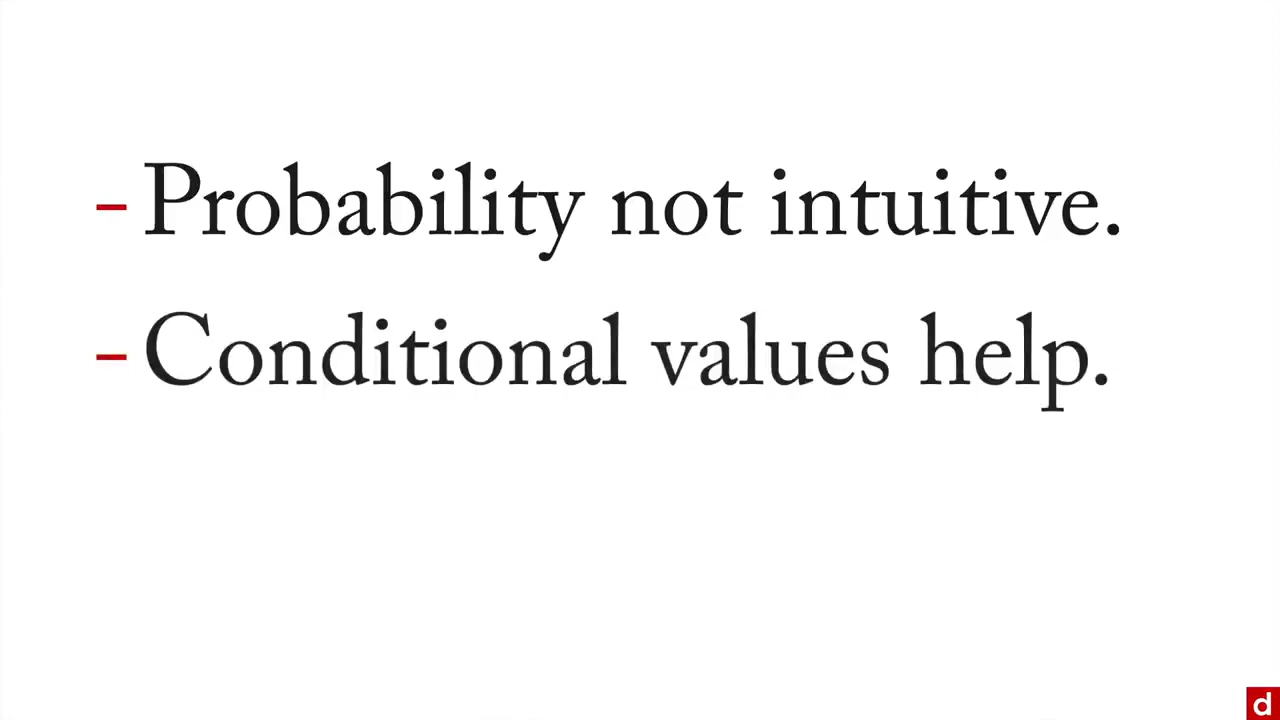 - Probability not intuitive.
- Conditional values help.
d